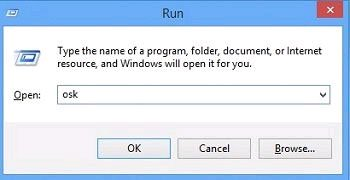 Run
Type the name of a program, folder, document, or Internet
resource, and Windows will open it for you.
Open: osk
OK Cancel Browse...